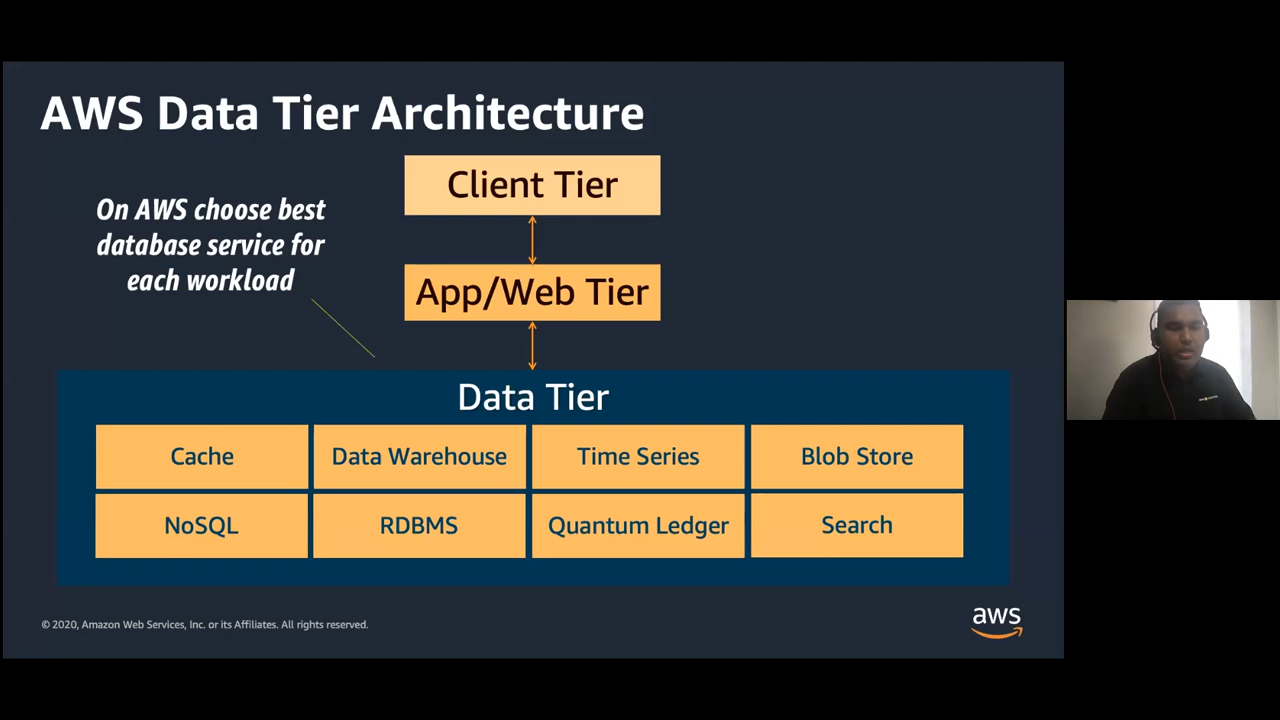 AWS Data Tier Architecture
Client Tier
On AWS choose best
database service for
each workload
App/Web Tier
Data Tier
Cache
Data Warehouse
Time Series
Blob Store
NoSQL
RDBMS
Quantum Ledger
Search
© 2020, Amazon Web Services, Inc. or its Affiliates. All rights reserved.
aws